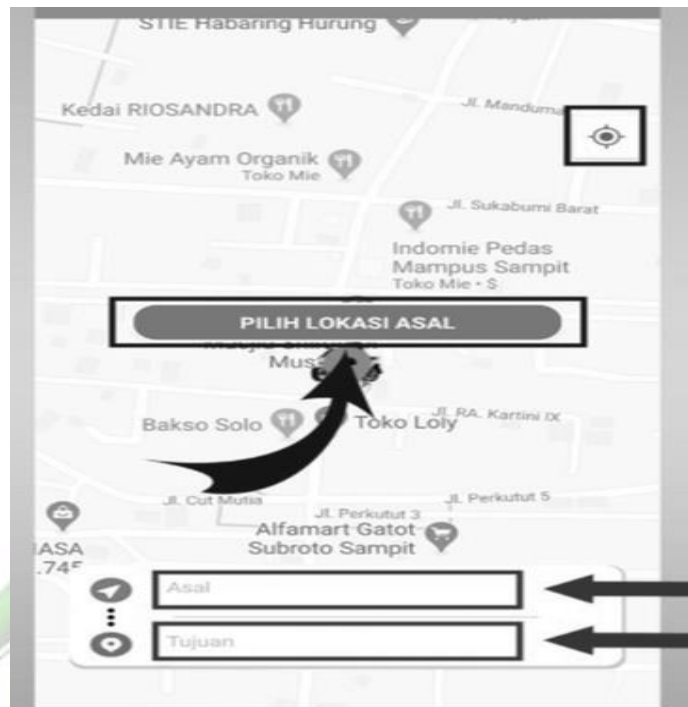 STIE Habaring Hurung
Kedai RIOSANDRA
Jl. Manduma
Mie Ayam Organik
Toko Mie
Jl. Sukabumi Barat
Indomie Pedas
Mampus Sampit
Toko Mie • $
PILIH LOKASI ASAL
Mus
Bakso Solo
Toko Loly
Jl. RA. Kartini IX
Jl. Cut Mutia
Jl. Perkutut 5
Jl. Perkutut 3
Alfamart Gatot
Subroto Sampit
ASA
.745
Asal
Tujuan